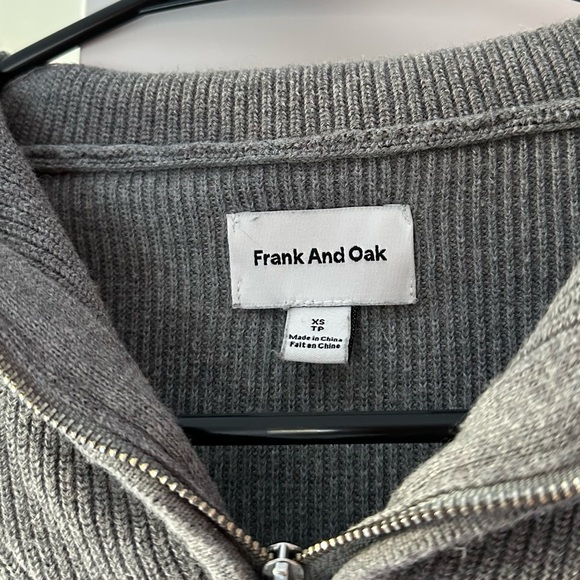 Frank And Oak
XS
TP
Made in China
Fait en Chine